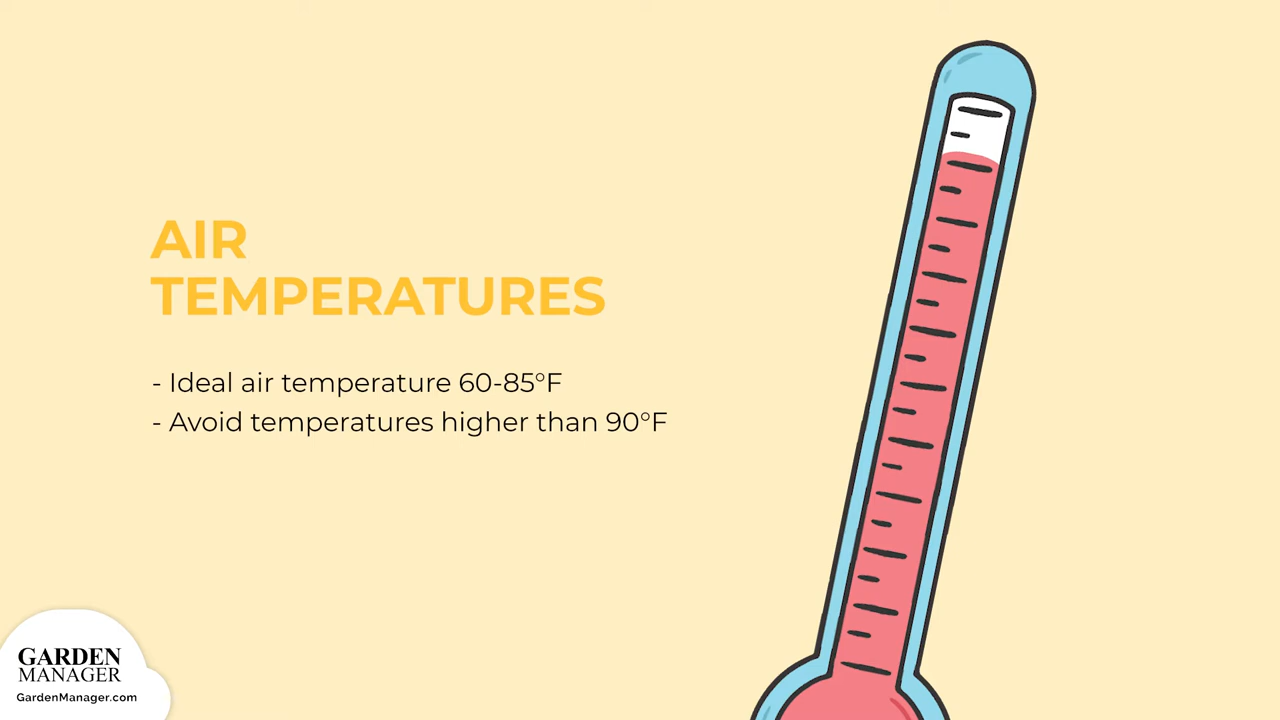 AIR
TEMPERATURES
- Ideal air temperature 60-85°F
- Avoid temperatures higher than 90°F
GARDEN
MANAGER
GardenManager.com